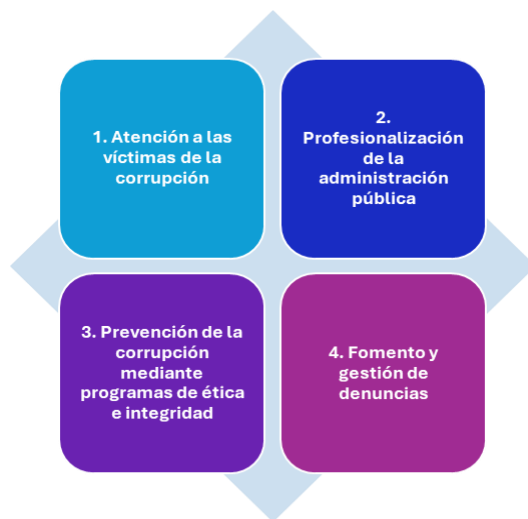 1. Atención a las
víctimas de la
corrupción
2.
Profesionalización
de la
administración
pública
3. Prevención de la
corrupción
mediante
programas de ética
e integridad
4. Fomento y
gestión de
denuncias